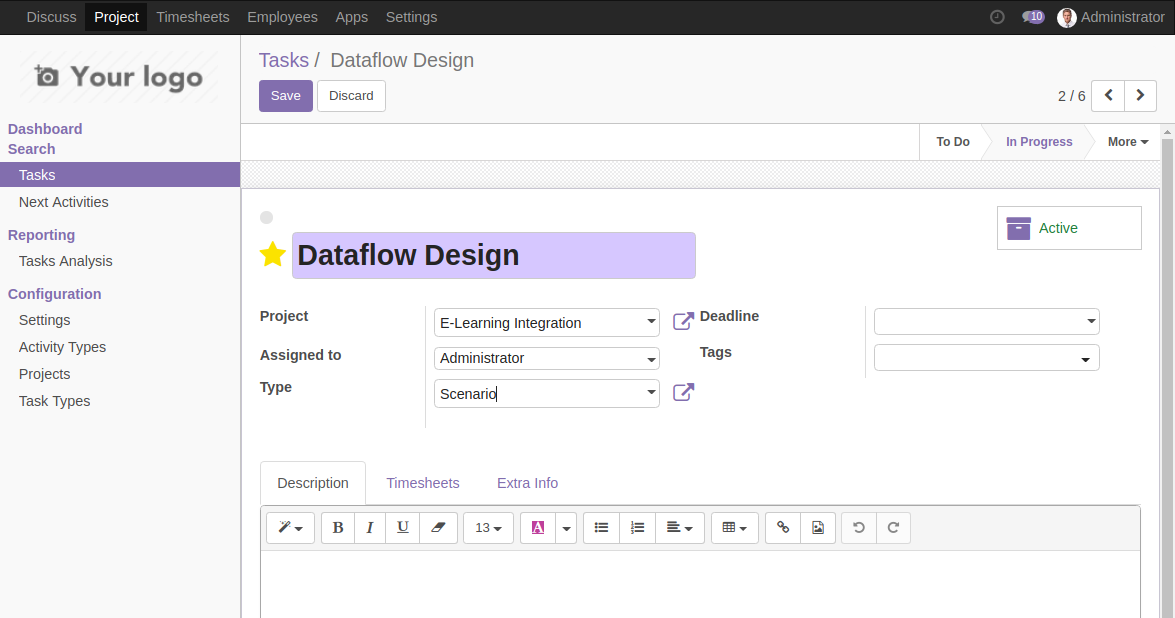 Discuss Project Timesheets Employees Apps Settings 10 Administrator
Your logo
Dashboard
Search
Tasks
Next Activities
Reporting
Tasks Analysis
Configuration
Settings
Activity Types
Projects
Task Types
Tasks / Dataflow Design
Save Discard 2 / 6
To Do In Progress More
Active
Dataflow Design
Project E-Learning Integration Deadline
Assigned to Administrator Tags
Type Scenario
Description Timesheets Extra Info
B I U 13 A